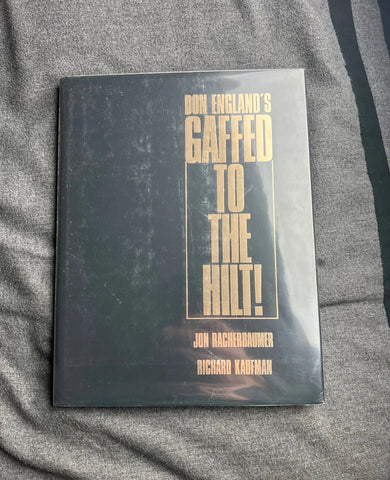 DON ENGLAND'S
GAFFED
TO
THE
HILT!
JON RACHERBAUMER
RICHARD KAUFMAN